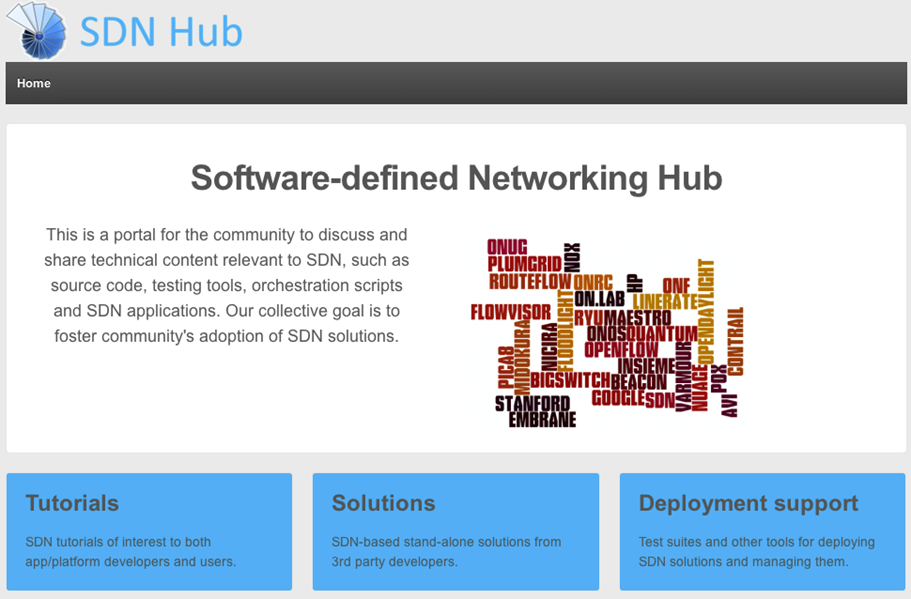 SDN Hub
Home
Software-defined Networking Hub
This is a portal for the community to discuss and
share technical content relevant to SDN, such as
source code, testing tools, orchestration scripts
and SDN applications. Our collective goal is to
foster community's adoption of SDN solutions.
ONUG
NOX
PLUMGRID
ROUTEFLOW
ONRC
HP
ONF
OPENDAYLIGHT
ON.LAB
LINERATE
FLOWVISOR
FLOODLIGHT
RYU
MAESTRO
CONTRAIL
NICIRA
MIDOKURA
ONOS
QUANTUM
OPENFLOW
PICA8
INSIEME
VARMOUR
NUAGE
POX
BIGSWITCH
BEACON
GOOGLE
SDN
AVI
STANFORD
EMBRANE
Tutorials
SDN tutorials of interest to both
app/platform developers and users.
Solutions
SDN-based stand-alone solutions from
3rd party developers.
Deployment support
Test suites and other tools for deploying
SDN solutions and managing them.